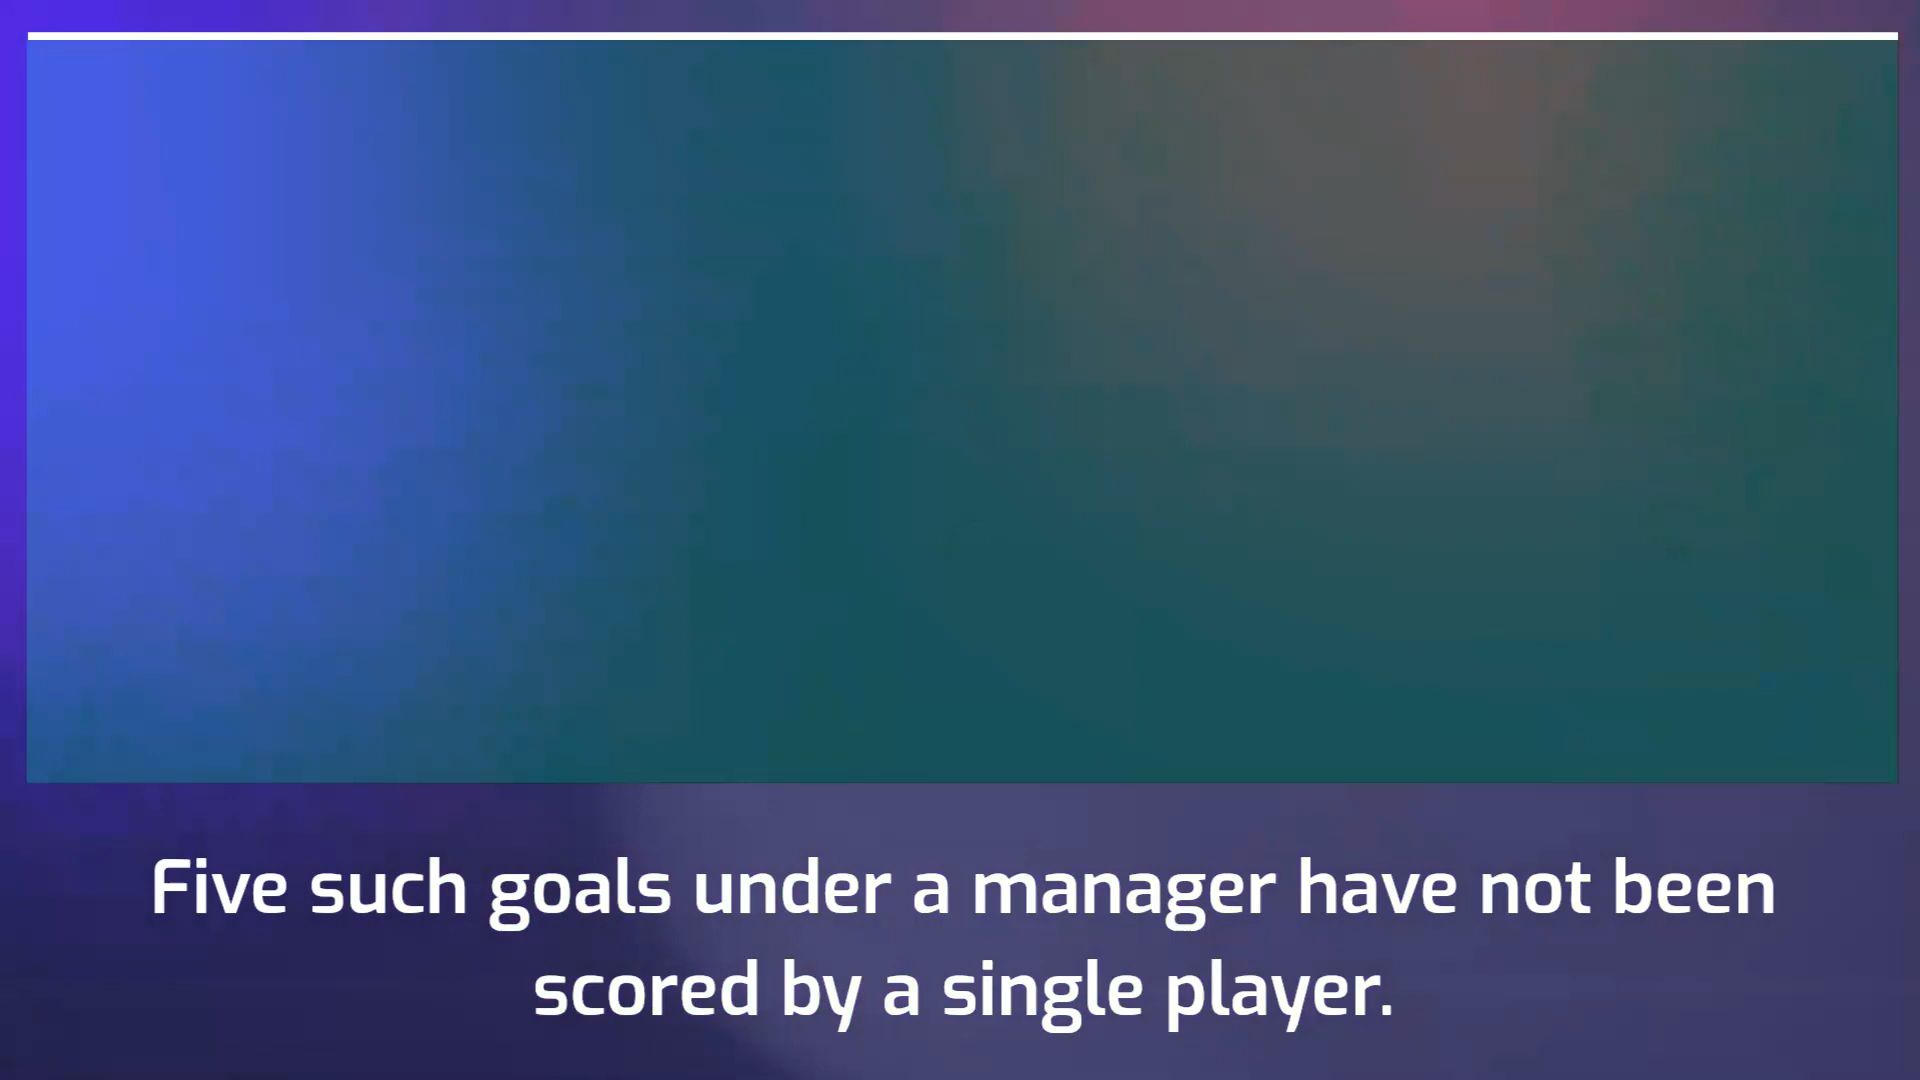 Five such goals under a manager have not been
scored by a single player.